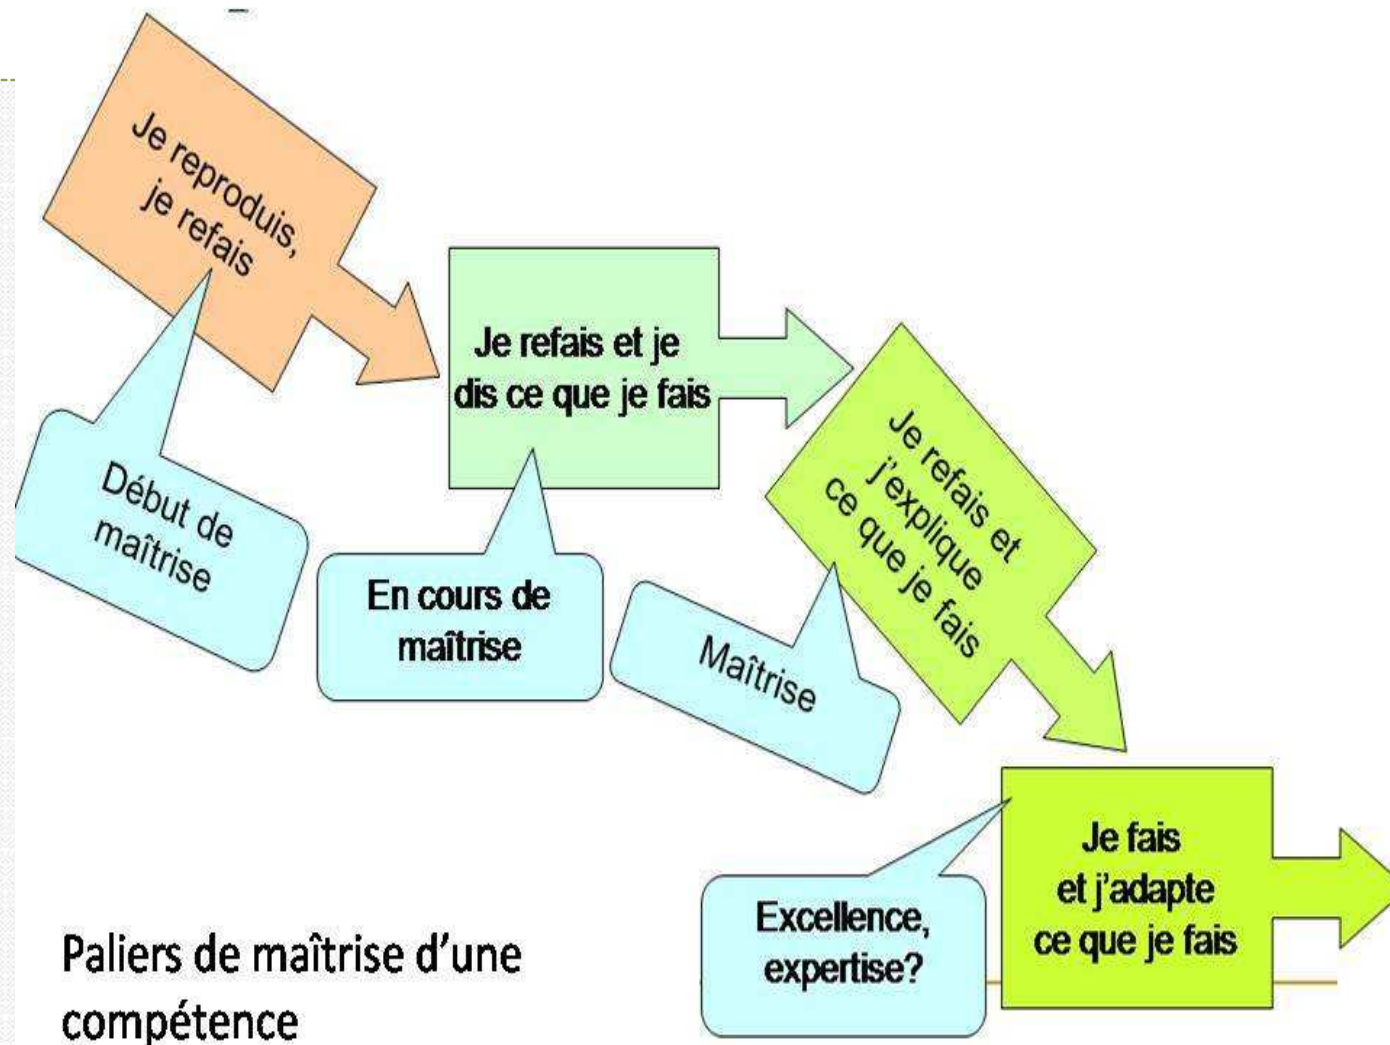 Je reproduis,
je refais
Début de
maîtrise
Je refais et je
dis ce que je fais
En cours de
maîtrise
Je refais et
j'explique
ce que je fais
Maîtrise
Je fais
et j'adapte
ce que je fais
Excellence,
expertise?
Paliers de maîtrise d'une
compétence